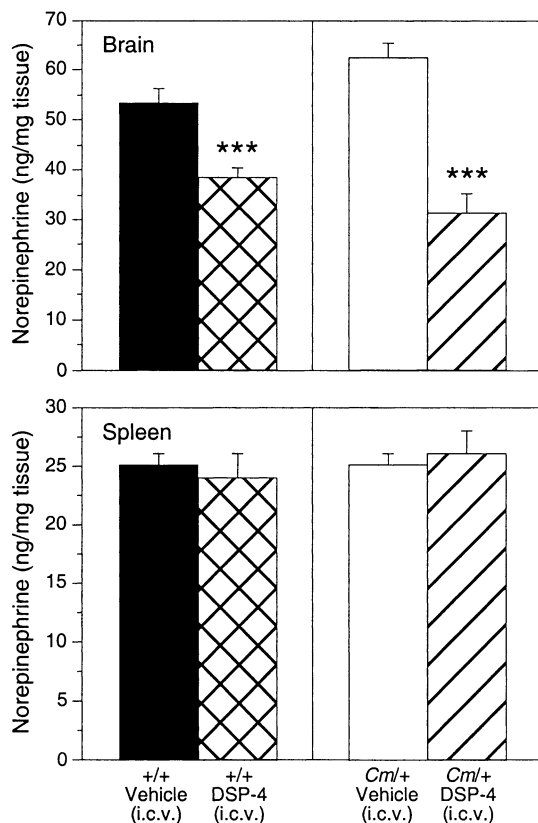 Brain
Norepinephrine (ng/mg tissue)
70
60
50
40
30
20
10
0
***
***
Spleen
Norepinephrine (ng/mg tissue)
30
25
20
15
10
5
0
+/+ +/+ Cm/+ Cm/+
Vehicle DSP-4 Vehicle DSP-4
(i.c.v.) (i.c.v.) (i.c.v.) (i.c.v.)